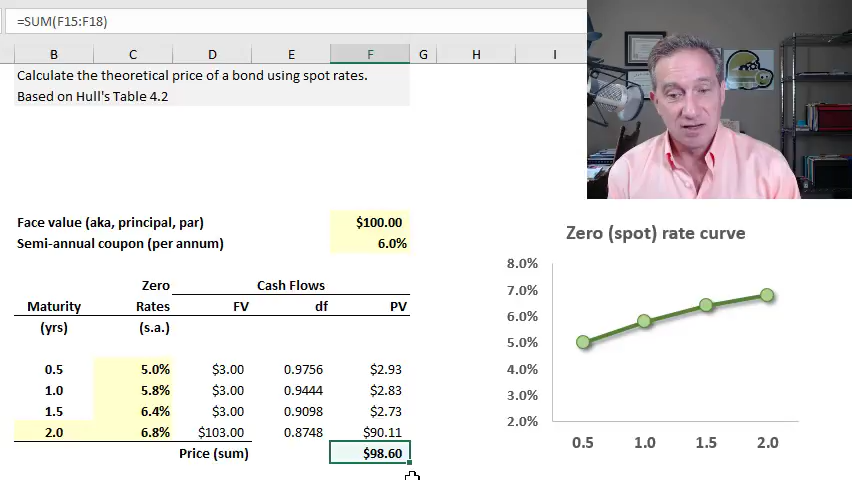 =SUM(F15:F18)
B C D E F G H I
Calculate the theoretical price of a bond using spot rates.
Based on Hull's Table 4.2
Face value (aka, principal, par) $100.00
Semi-annual coupon (per annum) 6.0%
Zero Cash Flows
Maturity Rates FV df PV
(yrs) (s.a.)
0.5 5.0% $3.00 0.9756 $2.93
1.0 5.8% $3.00 0.9444 $2.83
1.5 6.4% $3.00 0.9098 $2.73
2.0 6.8% $103.00 0.8748 $90.11
Price (sum) $98.60
Zero (spot) rate curve
8.0%
7.0%
6.0%
5.0%
4.0%
3.0%
2.0%
0.5 1.0 1.5 2.0